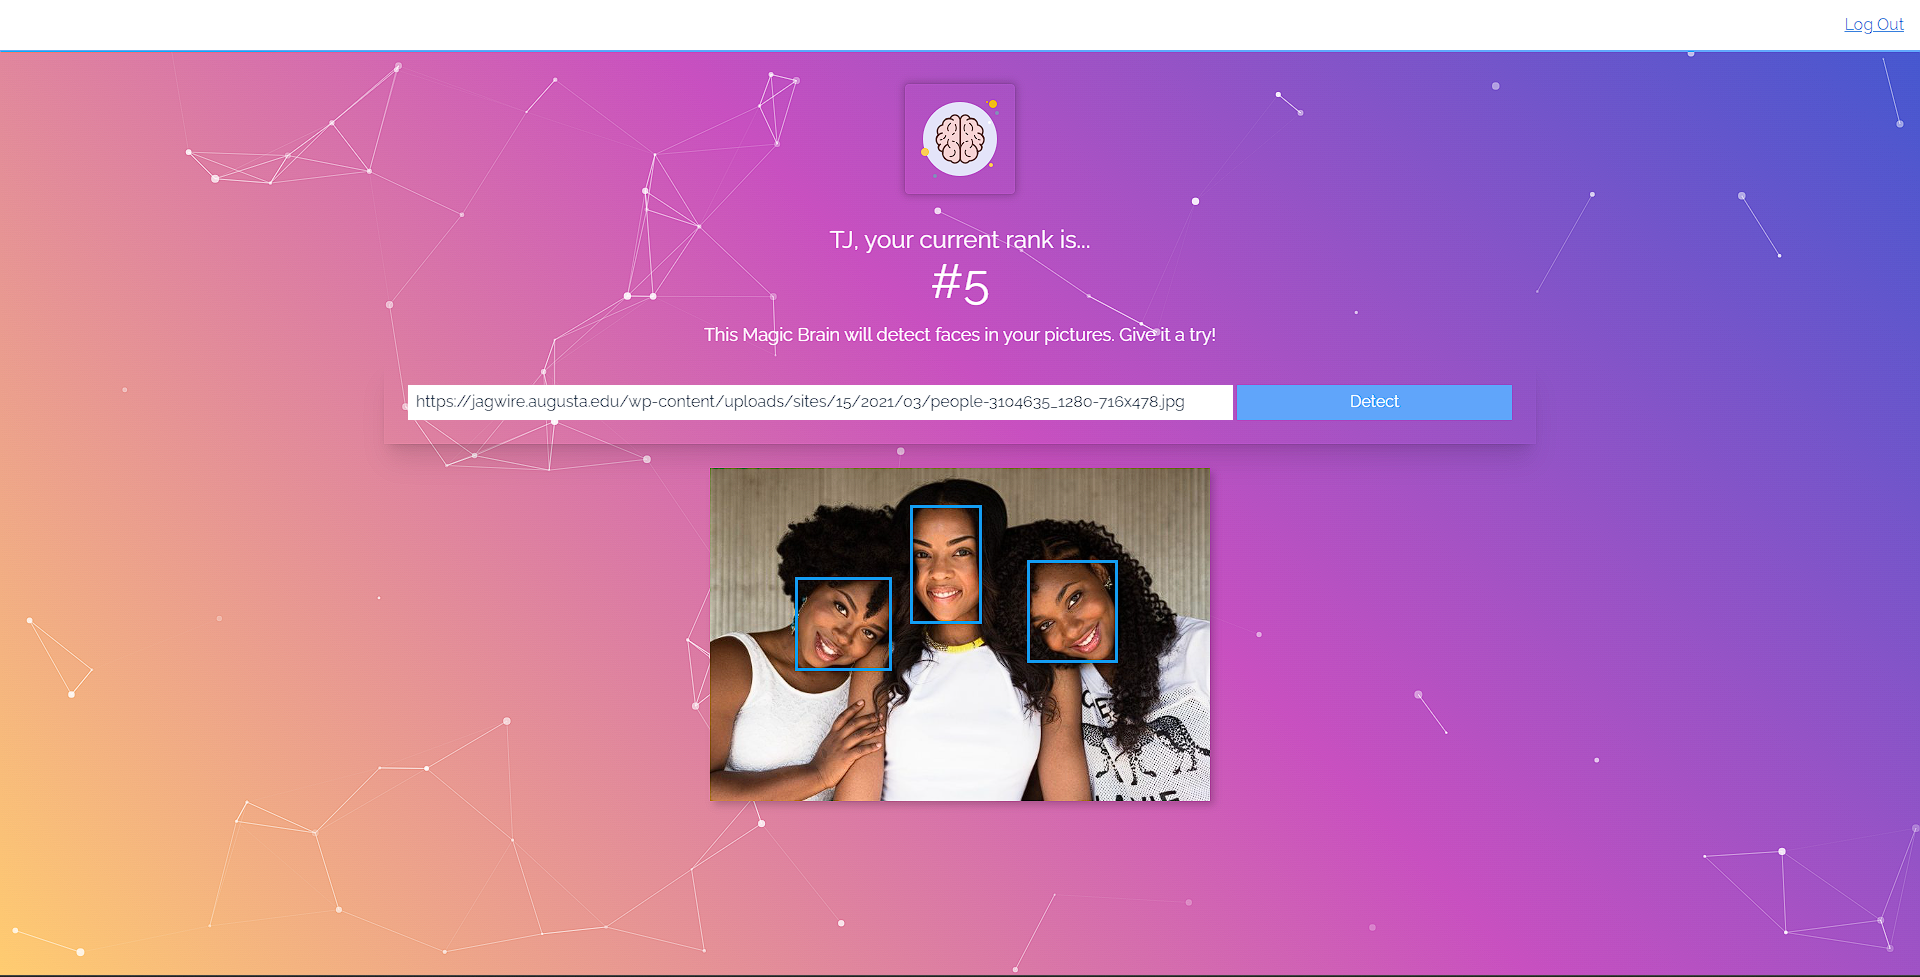 Log Out
TJ, your current rank is...
#5
This Magic Brain will detect faces in your pictures. Give it a try!
https://jagwire.augusta.edu/wp-content/uploads/sites/15/2021/03/people-3104635_1280-716x478.jpg
Detect